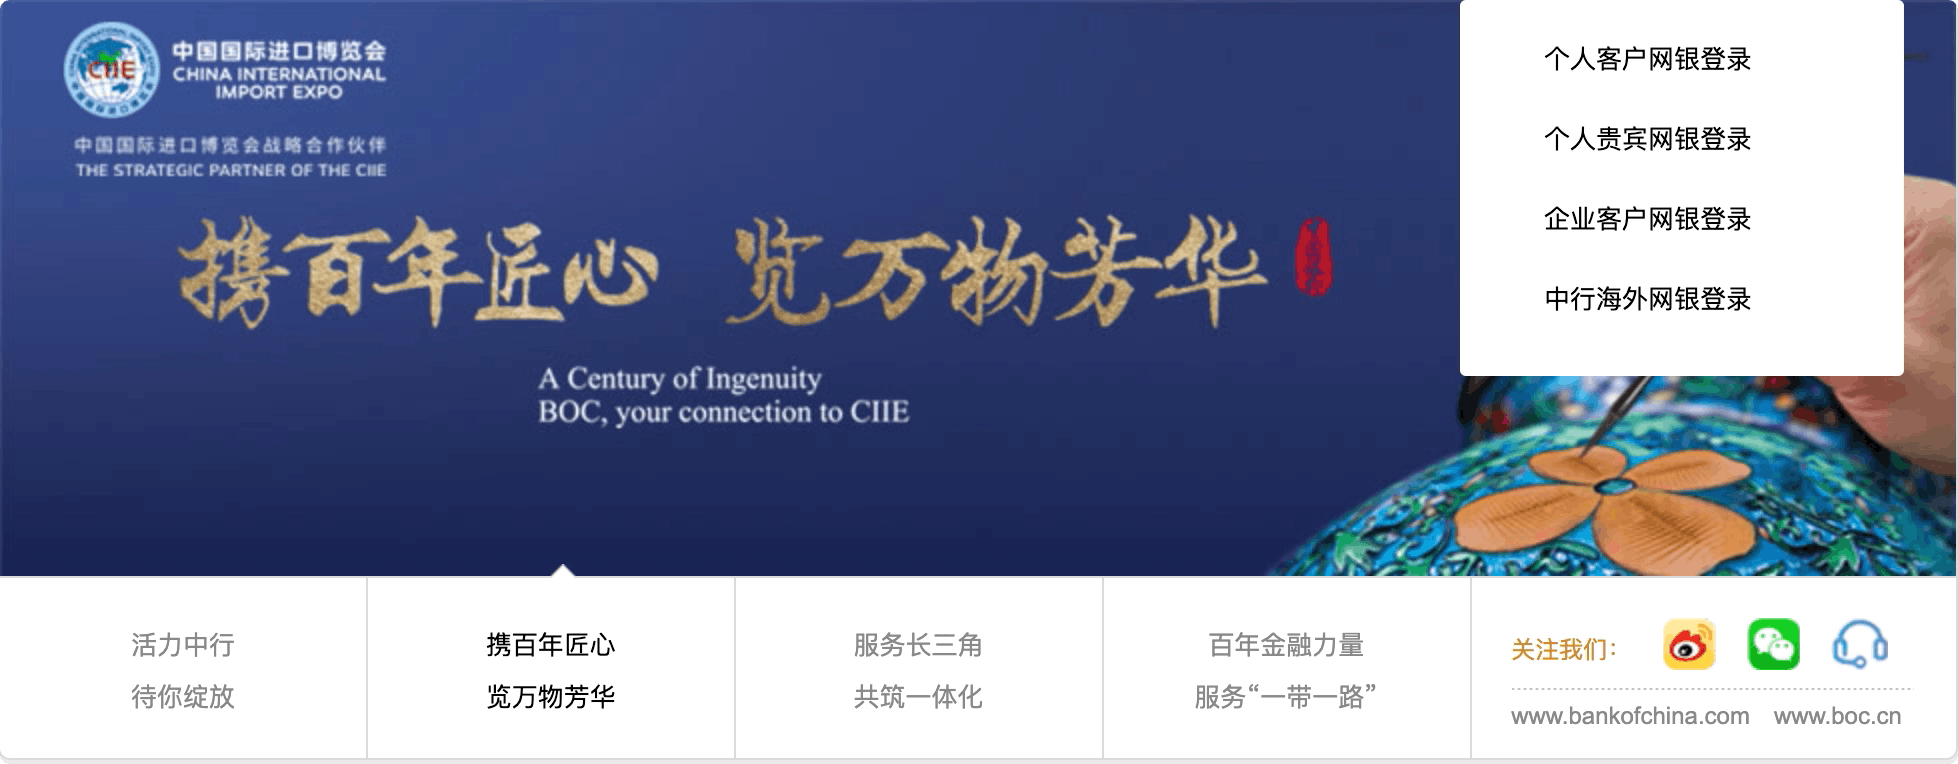 中国国际进口博览会
CHINA INTERNATIONAL
IMPORT EXPO
CIIE
中国国际进口博览会战略合作伙伴
THE STRATEGIC PARTNER OF THE CIIE
携百年匠心 览万物芳华
A Century of Ingenuity
BOC, your connection to CIIE
个人客户网银登录
个人贵宾网银登录
企业客户网银登录
中行海外网银登录
活力中行
待你绽放
携百年匠心
览万物芳华
服务长三角
共筑一体化
百年金融力量
服务“一带一路”
关注我们:
www.bankofchina.com www.boc.cn